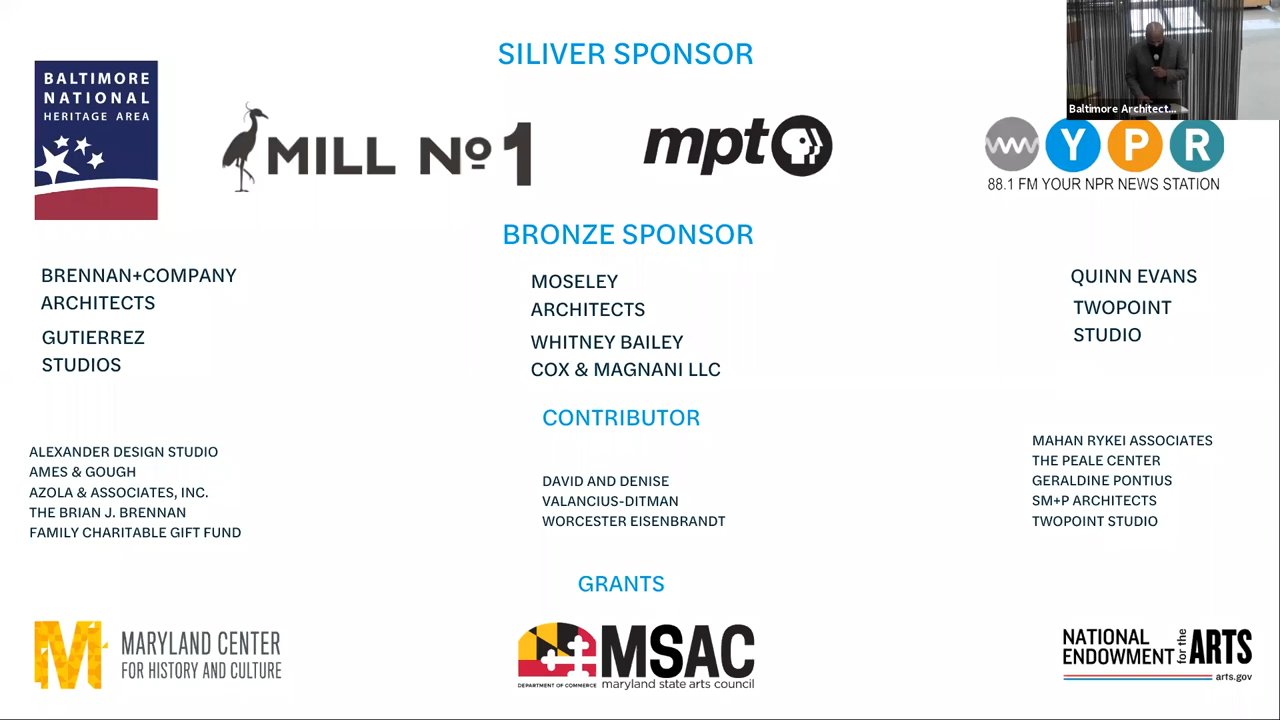 SILIVER SPONSOR
BALTIMORE
NATIONAL
HERITAGE AREA
MILL Nº1
mpt
Baltimore Architect...
W Y P R
88.1 FM YOUR NPR NEWS STATION
BRONZE SPONSOR
BRENNAN+COMPANY
ARCHITECTS
GUTIERREZ
STUDIOS
MOSELEY
ARCHITECTS
WHITNEY BAILEY
COX & MAGNANI LLC
QUINN EVANS
TWOPOINT
STUDIO
CONTRIBUTOR
ALEXANDER DESIGN STUDIO
AMES & GOUGH
AZOLA & ASSOCIATES, INC.
THE BRIAN J. BRENNAN
FAMILY CHARITABLE GIFT FUND
DAVID AND DENISE
VALANCIUS-DITMAN
WORCESTER EISENBRANDT
MAHAN RYKEI ASSOCIATES
THE PEALE CENTER
GERALDINE PONTIUS
SM+P ARCHITECTS
TWOPOINT STUDIO
GRANTS
M
MARYLAND CENTER
FOR HISTORY AND CULTURE
MSAC
DEPARTMENT OF COMMERCE
maryland state arts council
NATIONAL
ENDOWMENT
for the
ARTS
arts.gov